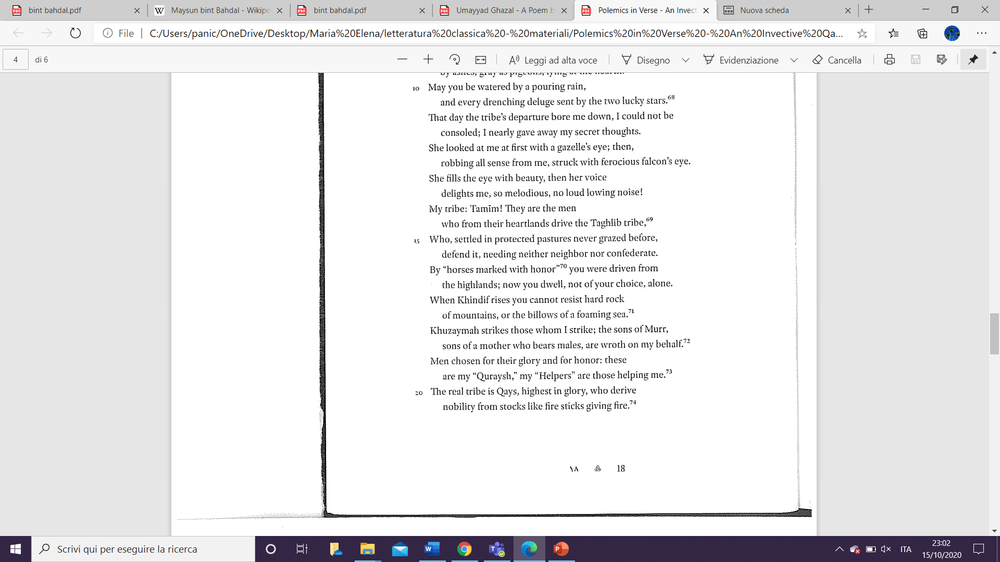 bint bahdal.pdf
Maysun bint Bahdal - Wikipe
bint bahdal.pdf
Umayyad Ghazal - A Poem b
Polemics in Verse - An Invect
Nuova scheda
File
C:/Users/panic/OneDrive/Desktop/Maria%20Elena/letteratura%20classica%20-%20materiali/Polemics%20in%20Verse%20-%20An%20Invective%20Qa...
4 di 6
Leggi ad alta voce
Disegno
Evidenziazione
Cancella
by ashes, gray as pigeons, lying at the hearth.
10 May you be watered by a pouring rain,
and every drenching deluge sent by the two lucky stars.68
That day the tribe's departure bore me down, I could not be
consoled; I nearly gave away my secret thoughts.
She looked at me at first with a gazelle's eye; then,
robbing all sense from me, struck with ferocious falcon's eye.
She fills the eye with beauty, then her voice
delights me, so melodious, no loud lowing noise!
My tribe: Tamīm! They are the men
who from their heartlands drive the Taghlib tribe,69
15 Who, settled in protected pastures never grazed before,
defend it, needing neither neighbor nor confederate.
By “horses marked with honor”70 you were driven from
the highlands; now you dwell, not of your choice, alone.
When Khindif rises you cannot resist hard rock
of mountains, or the billows of a foaming sea.71
Khuzaymah strikes those whom I strike; the sons of Murr,
sons of a mother who bears males, are wroth on my behalf.72
Men chosen for their glory and for honor: these
are my “Quraysh,” my “Helpers” are those helping me.73
20 The real tribe is Qays, highest in glory, who derive
nobility from stocks like fire sticks giving fire.74
١٨ 18
Scrivi qui per eseguire la ricerca
ITA
23:02
15/10/2020